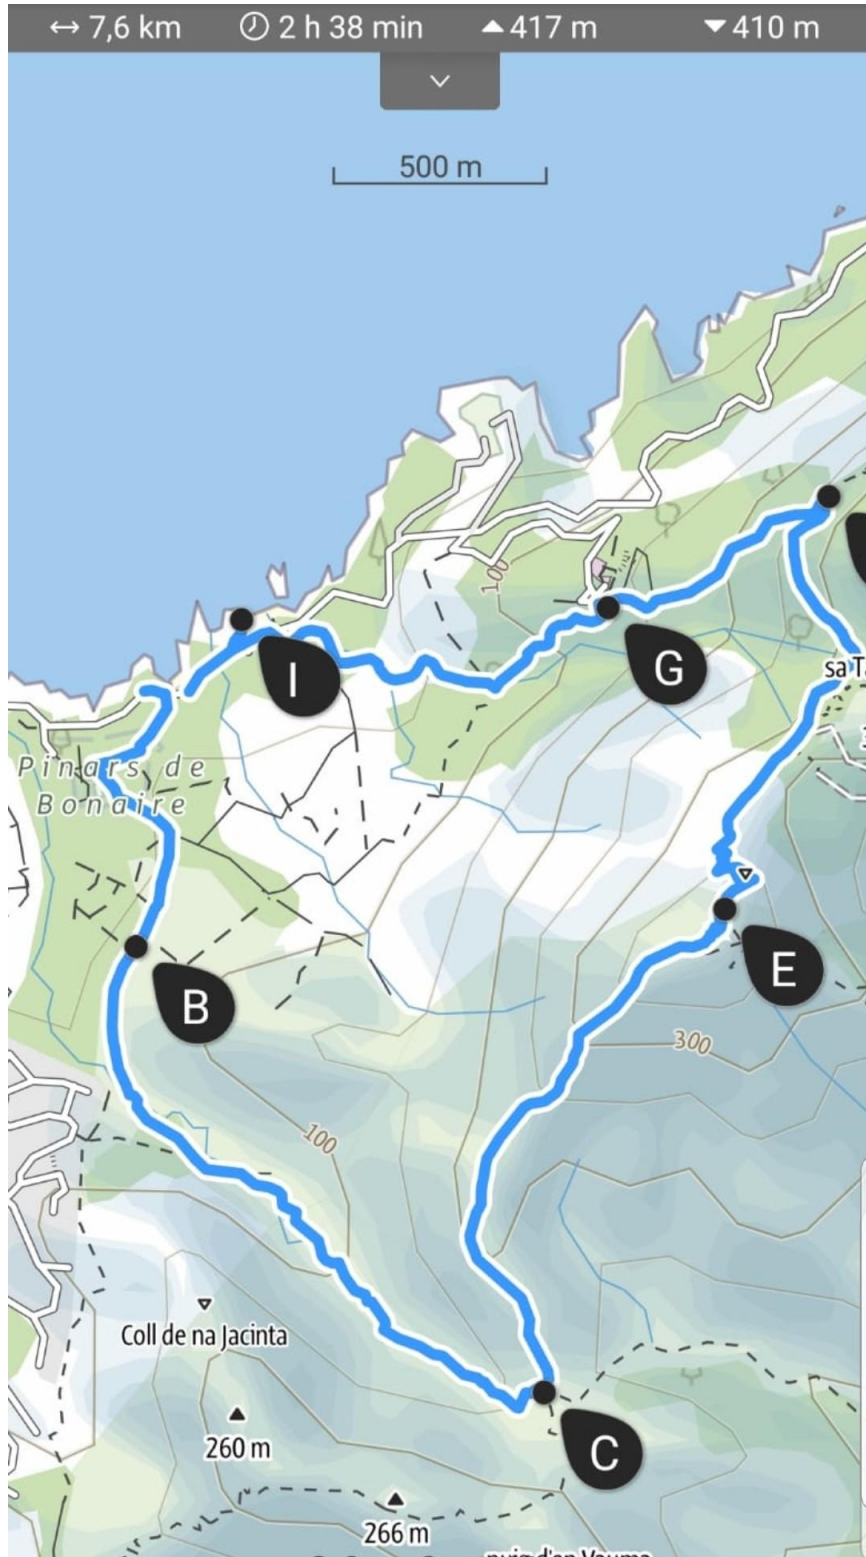 7,6 km
2 h 38 min
417 m
410 m
500 m
100
I
G
sa T
Pinars de
Bonaire
E
B
300
100
Coll de na Jacinta
260 m
C
266 m